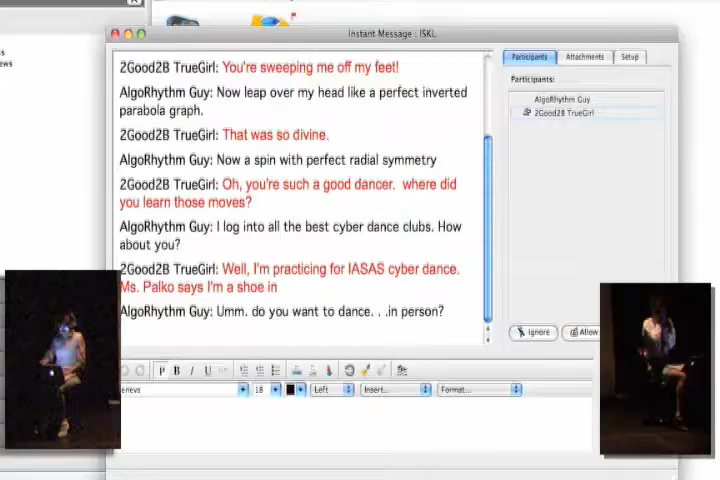 Instant Message : ISKL
s
ews
2Good2B TrueGirl: You're sweeping me off my feet!
AlgoRhythm Guy: Now leap over my head like a perfect inverted
parabola graph.
2Good2B TrueGirl: That was so divine.
AlgoRhythm Guy: Now a spin with perfect radial symmetry
2Good2B TrueGirl: Oh, you're such a good dancer. where did
you learn those moves?
AlgoRhythm Guy: I log into all the best cyber dance clubs. How
about you?
2Good2B TrueGirl: Well, I'm practicing for IASAS cyber dance.
Ms. Palko says I'm a shoe in
AlgoRhythm Guy: Umm. do you want to dance. . .in person?
Participants Attachments Setup
Participants:
AlgoRhythm Guy
2Good2B TrueGirl
Ignore Allow
P B I U
eneva 18 Left Insert... Format...